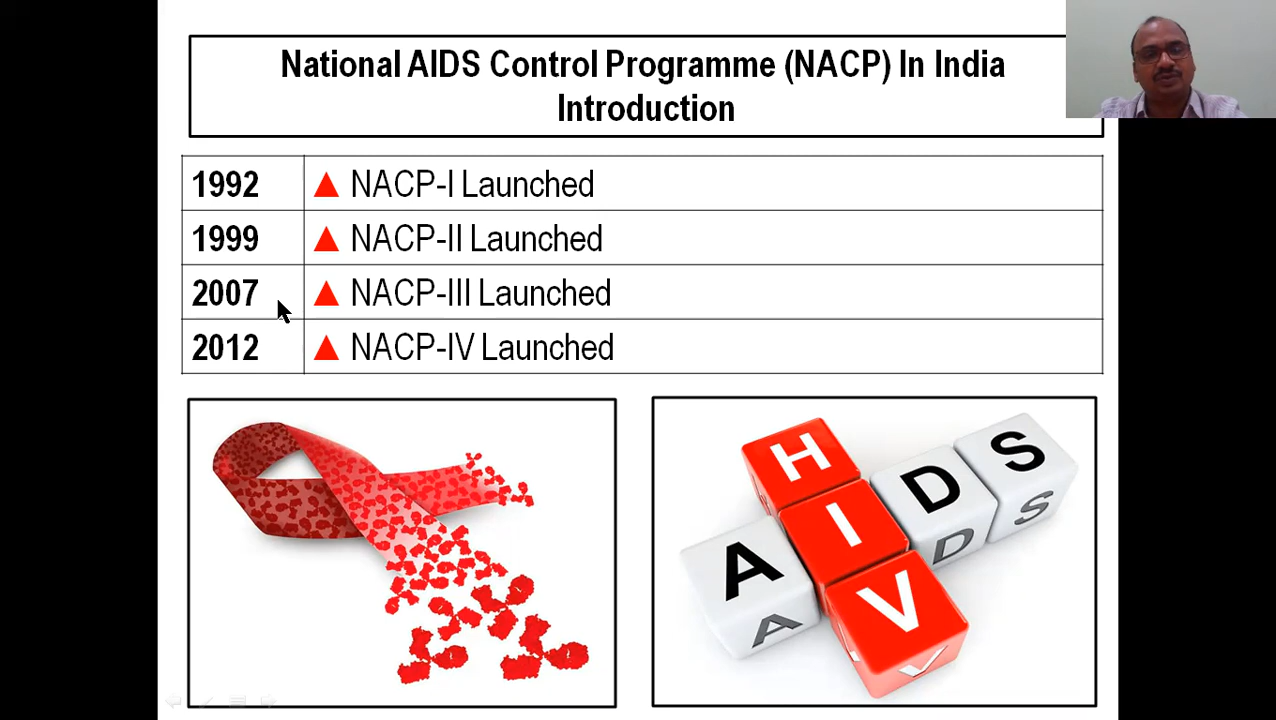 National AIDS Control Programme (NACP) In India
Introduction
1992 ▲ NACP-I Launched
1999 ▲ NACP-II Launched
2007 ▲ NACP-III Launched
2012 ▲ NACP-IV Launched
H
I
V
A
D
S
A
D
S
V